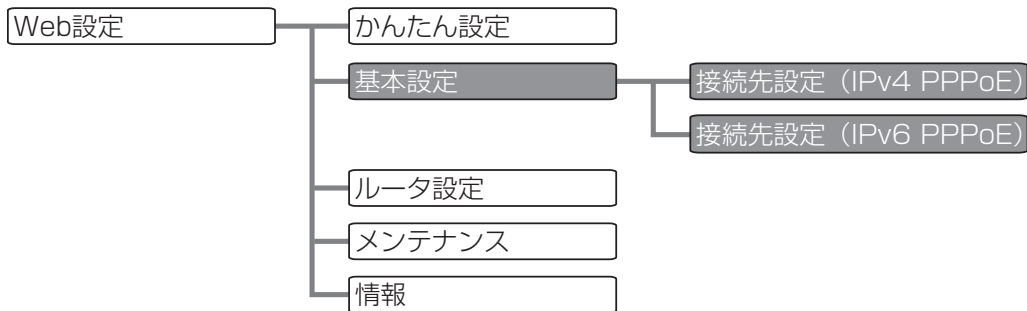 Web設定
かんたん設定
基本設定
接続先設定（IPv4 PPPoE）
接続先設定（IPv6 PPPoE）
ルータ設定
メンテナンス
情報